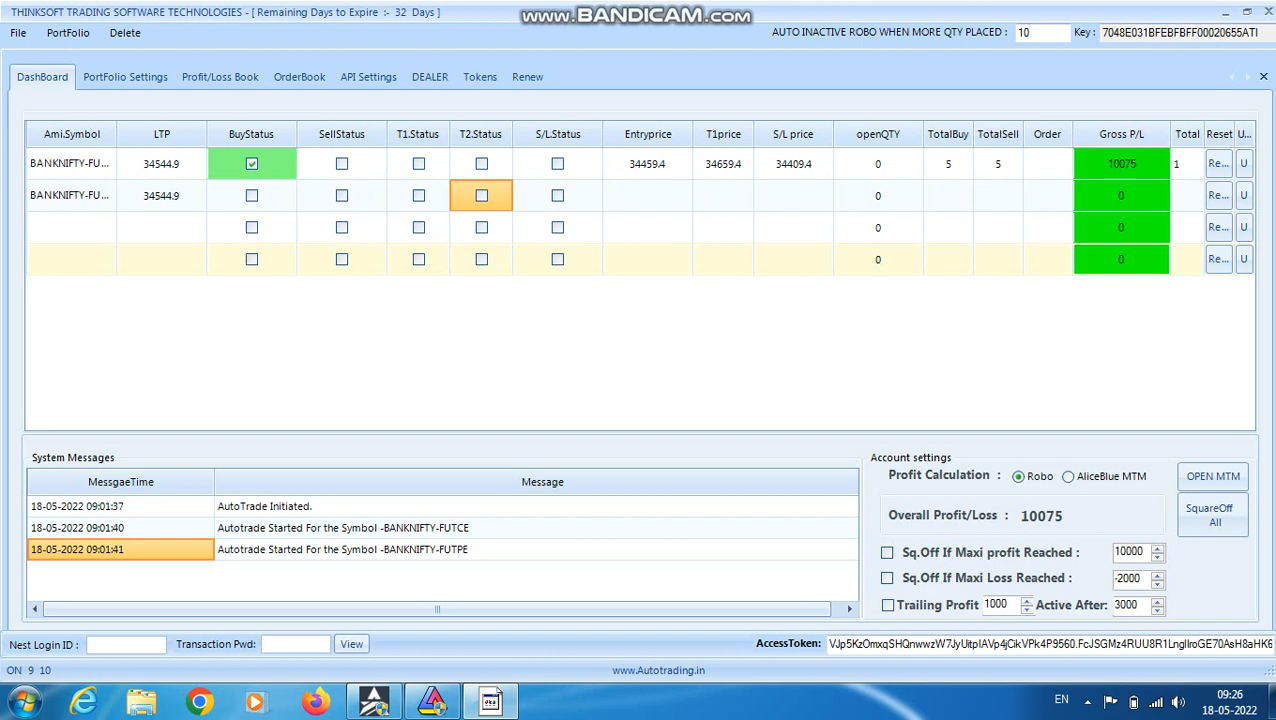 THINKSOFT TRADING SOFTWARE TECHNOLOGIES - [ Remaining Days to Expire :- 32 Days ]
www.BANDICAM.com
File PortFolio Delete
AUTO INACTIVE ROBO WHEN MORE QTY PLACED : 10 Key : 7048E031BFEBFBFF00020655ATI
DashBoard PortFolio Settings Profit/Loss Book OrderBook API Settings DEALER Tokens Renew
Ami.Symbol LTP BuyStatus SellStatus T1.Status T2.Status S/L.Status Entryprice T1price S/L price openQTY TotalBuy TotalSell Order Gross P/L Total Reset U...
BANKNIFTY-FU... 34544.9 34459.4 34659.4 34409.4 0 5 5 10075 1 Re... U
BANKNIFTY-FU... 34544.9 0 0 Re... U
0 0 Re... U
0 0 Re... U
System Messages
MessgaeTime Message
18-05-2022 09:01:37 AutoTrade Initiated.
18-05-2022 09:01:40 Autotrade Started For the Symbol -BANKNIFTY-FUTCE
18-05-2022 09:01:41 Autotrade Started For the Symbol -BANKNIFTY-FUTPE
Account settings
Profit Calculation : Robo AliceBlue MTM OPEN MTM
Overall Profit/Loss : 10075
SquareOff
All
Sq.Off If Maxi profit Reached : 10000
Sq.Off If Maxi Loss Reached : -2000
Trailing Profit 1000 Active After: 3000
Nest Login ID : Transaction Pwd: View
AccessToken:
ON 9 10 www.Autotrading.in
EN
09:26
18-05-2022